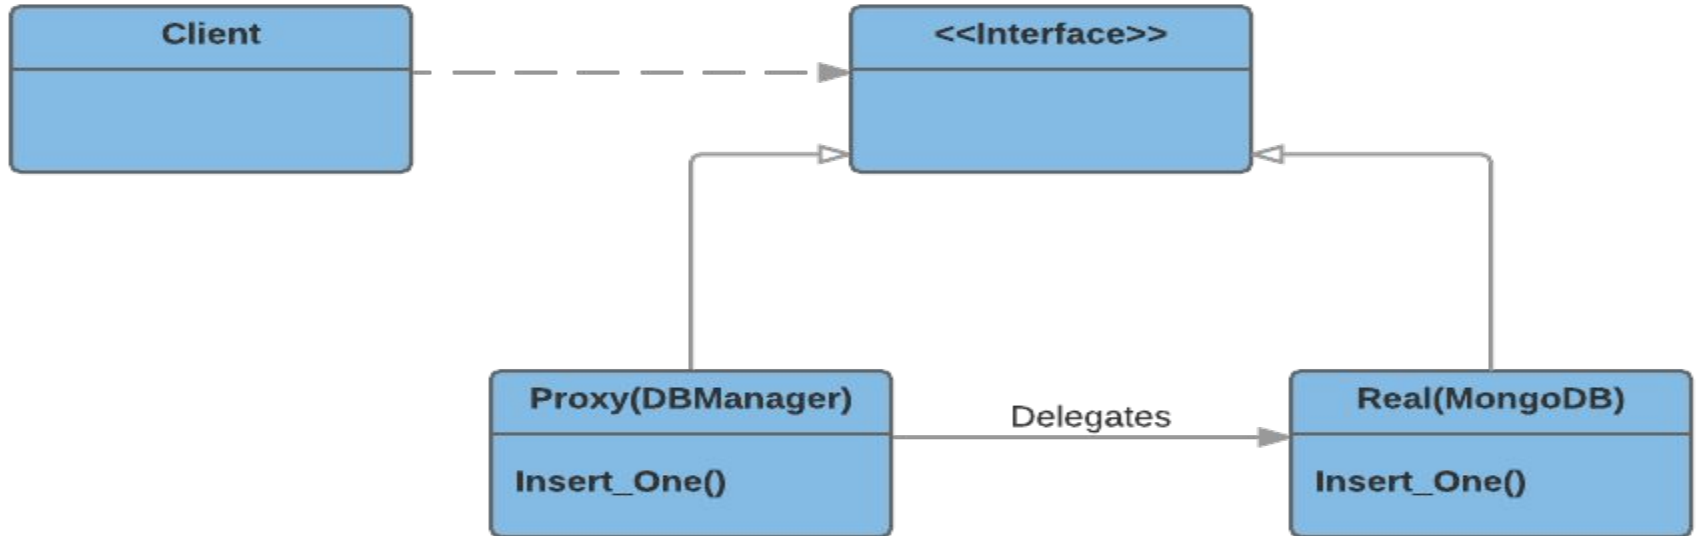 Client
<<Interface>>
Proxy(DBManager)
Delegates
Real(MongoDB)
Insert_One()
Insert_One()